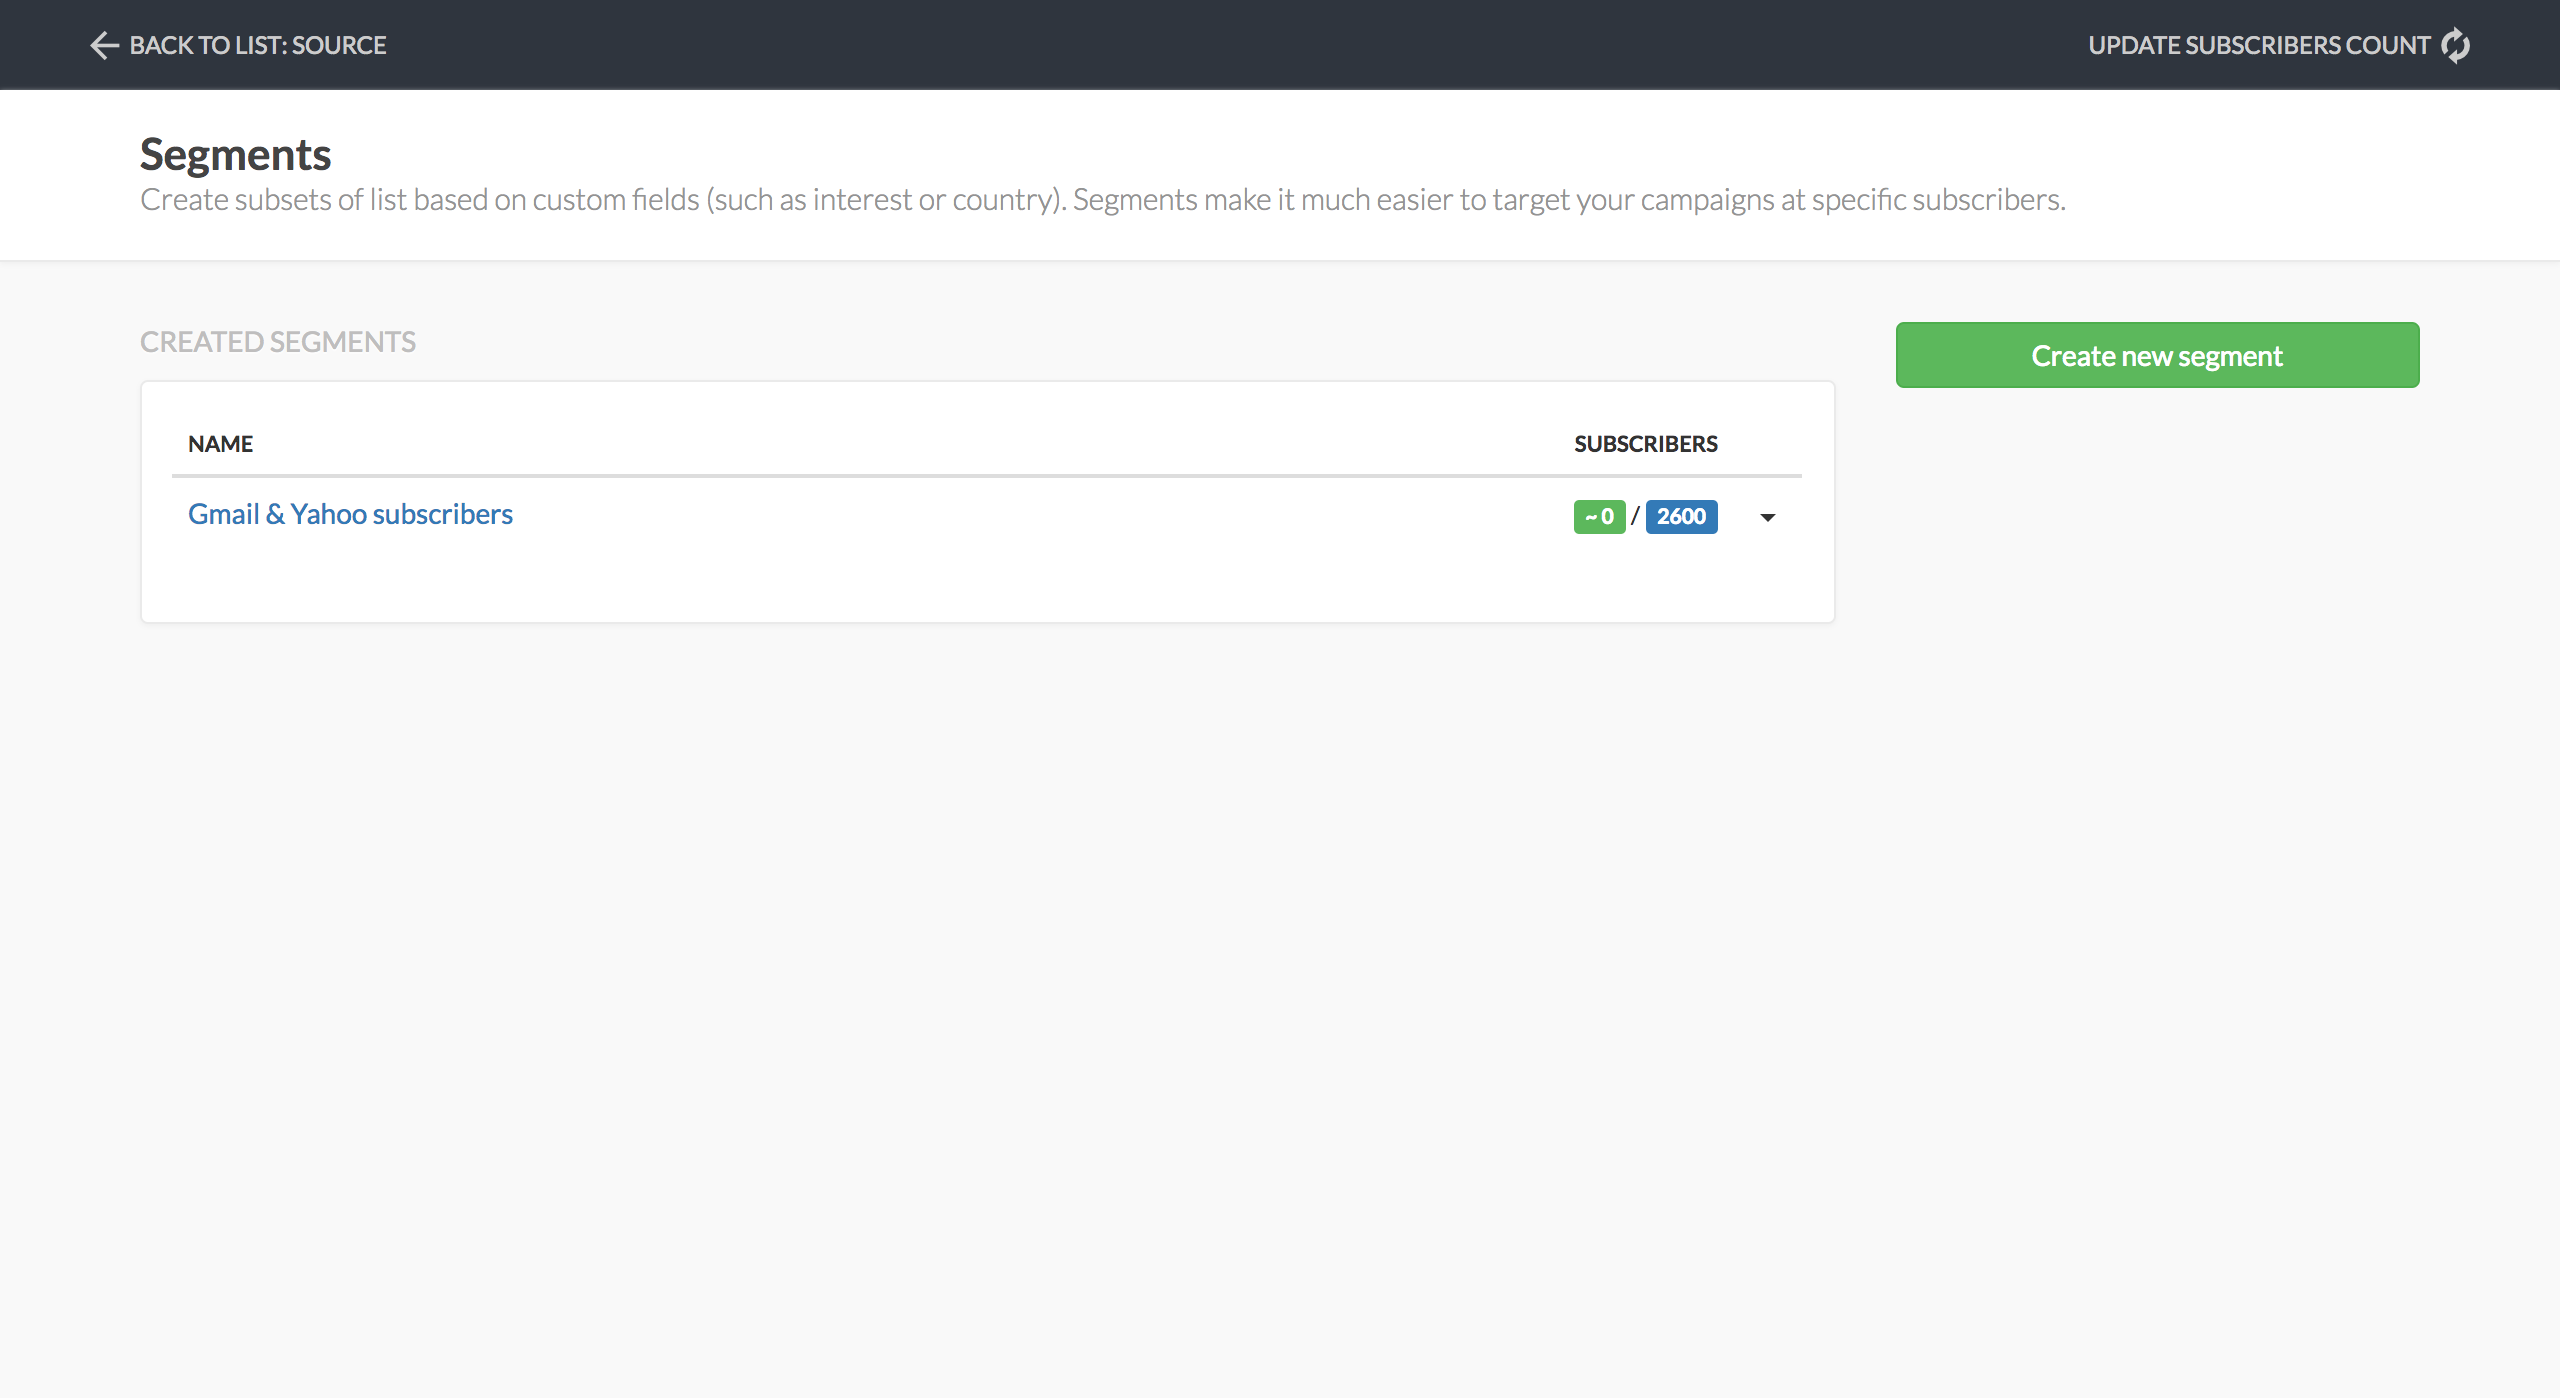 BACK TO LIST: SOURCE
UPDATE SUBSCRIBERS COUNT
Segments
Create subsets of list based on custom fields (such as interest or country). Segments make it much easier to target your campaigns at specific subscribers.
CREATED SEGMENTS
Create new segment
NAME SUBSCRIBERS
Gmail & Yahoo subscribers ~ 0 / 2600